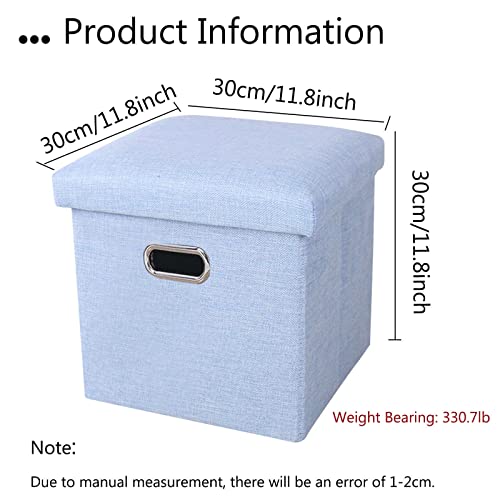 ... Product Information
30cm/11.8inch
30cm/11.8inch
30cm/11.8inch
Weight Bearing: 330.7lb
Note:
Due to manual measurement, there will be an error of 1-2cm.